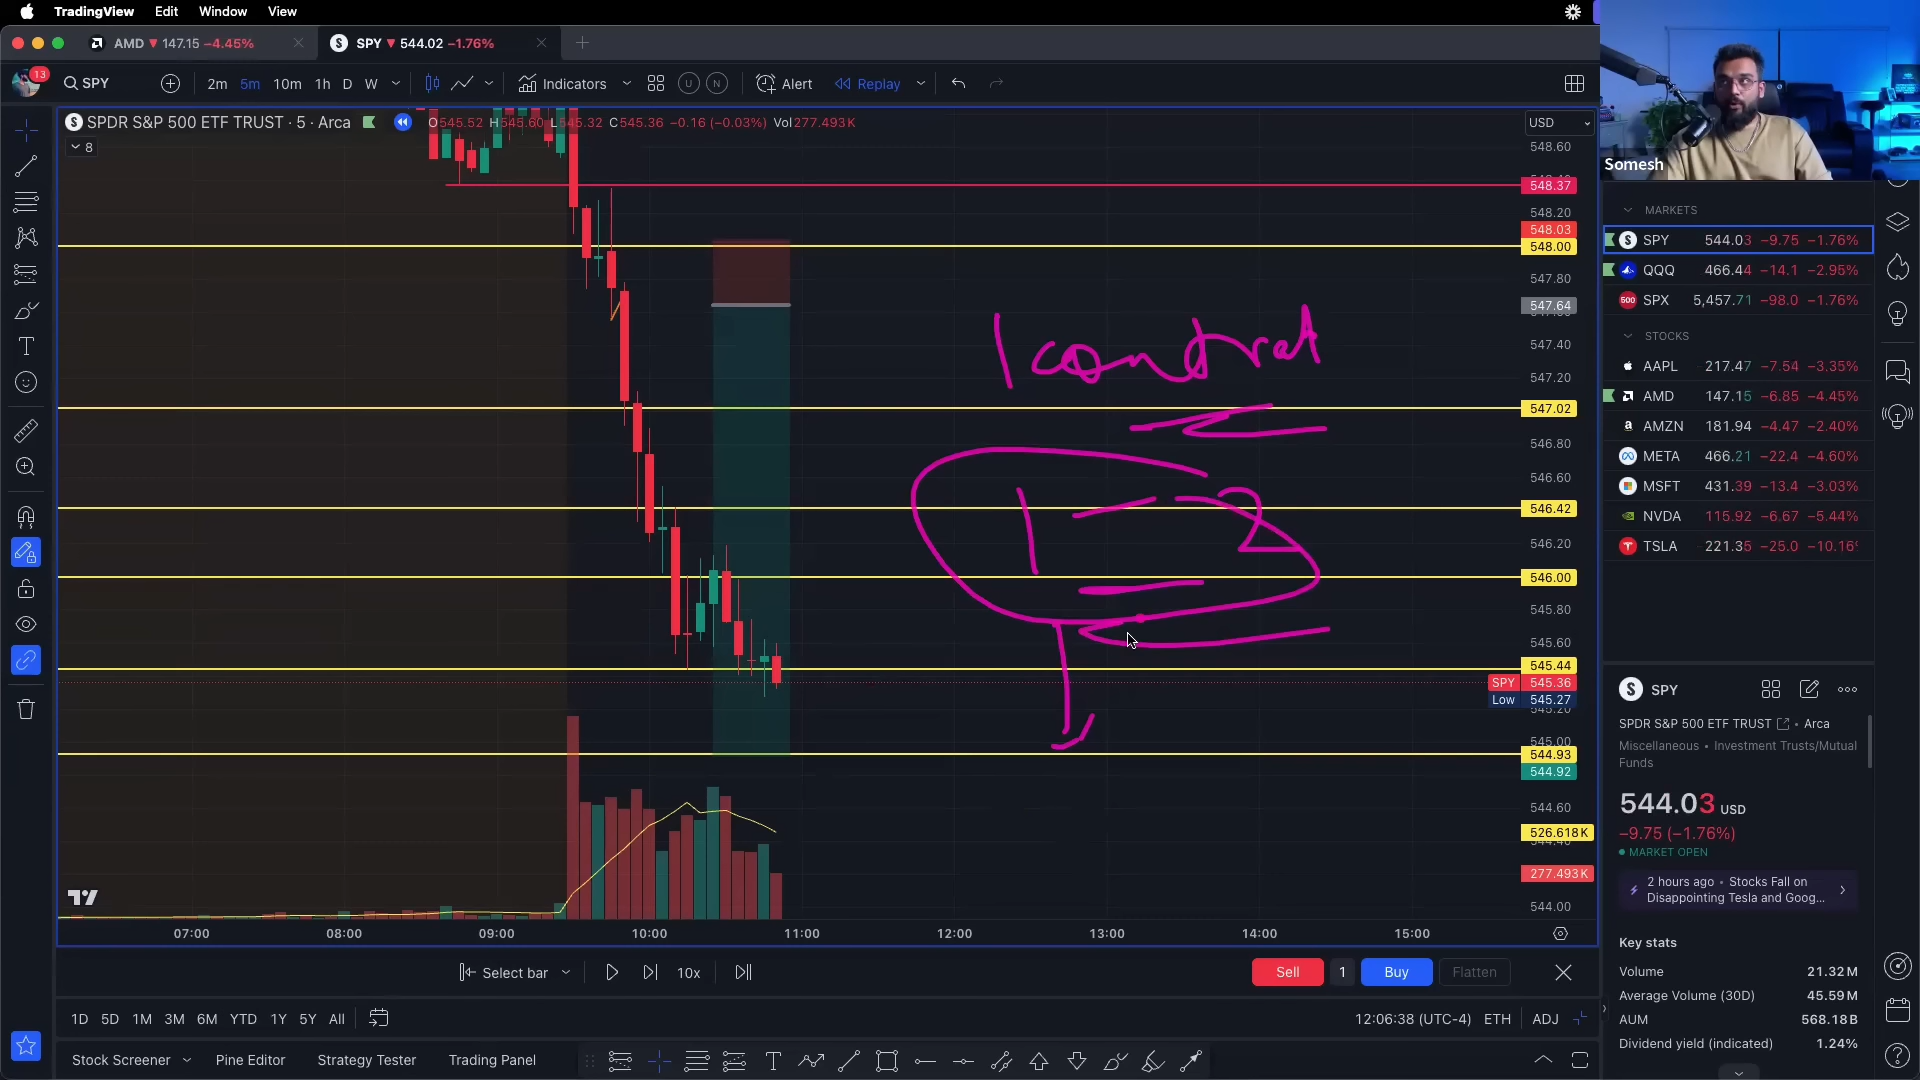 TradingView Edit Window View
AMD 147.15 −4.45%
SPY 544.02 −1.76%
13 SPY 2m 5m 10m 1h D W Indicators U N Alert Replay
SPDR S&P 500 ETF TRUST · 5 · Arca O545.52 H545.60 L545.32 C545.36 −0.16 (−0.03%) Vol277.493K
8
USD
548.60
548.37
548.20
548.03
548.00
547.80
547.64
547.40
547.20
547.02
546.80
546.60
546.42
546.20
546.00
545.80
545.60
545.44
SPY 545.36
Low 545.27
545.20
545.00
544.93
544.92
544.60
526.618K
544.40
277.493K
544.00
1 contrat
07:00 08:00 09:00 10:00 11:00 12:00 13:00 14:00 15:00
Select bar 10x Sell 1 Buy Flatten
1D 5D 1M 3M 6M YTD 1Y 5Y All 12:06:38 (UTC-4) ETH ADJ
Stock Screener Pine Editor Strategy Tester Trading Panel
Somesh
MARKETS
SPY 544.03 −9.75 −1.76%
QQQ 466.44 −14.1 −2.95%
500 SPX 5,457.71 −98.0 −1.76%
STOCKS
AAPL 217.47 −7.54 −3.35%
AMD 147.15 −6.85 −4.45%
AMZN 181.94 −4.47 −2.40%
META 466.21 −22.4 −4.60%
MSFT 431.39 −13.4 −3.03%
NVDA 115.92 −6.67 −5.44%
TSLA 221.35 −25.0 −10.16%
SPY
SPDR S&P 500 ETF TRUST • Arca
Miscellaneous • Investment Trusts/Mutual
Funds
544.03 USD
−9.75 (−1.76%)
MARKET OPEN
2 hours ago • Stocks Fall on
Disappointing Tesla and Goog...
Key stats
Volume 21.32M
Average Volume (30D) 45.59M
AUM 568.18B
Dividend yield (indicated) 1.24%